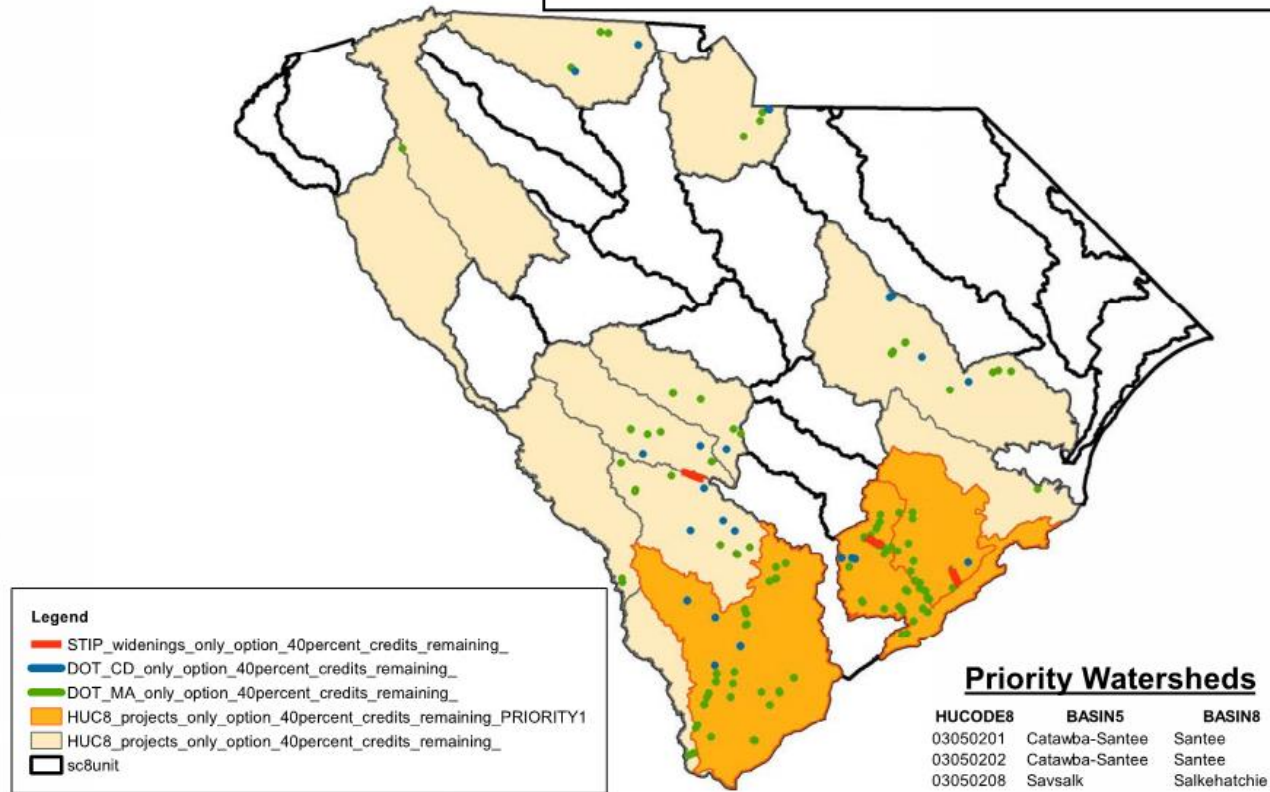 Legend
STIP_widenings_only_option_40percent_credits_remaining_
DOT_CD_only_option_40percent_credits_remaining_
DOT_MA_only_option_40percent_credits_remaining_
HUC8_projects_only_option_40percent_credits_remaining_PRIORITY1
HUC8_projects_only_option_40percent_credits_remaining_
sc8unit
Priority Watersheds
HUCODE8 BASIN5 BASIN8
03050201 Catawba-Santee Santee
03050202 Catawba-Santee Santee
03050208 Savsalk Salkehatchie